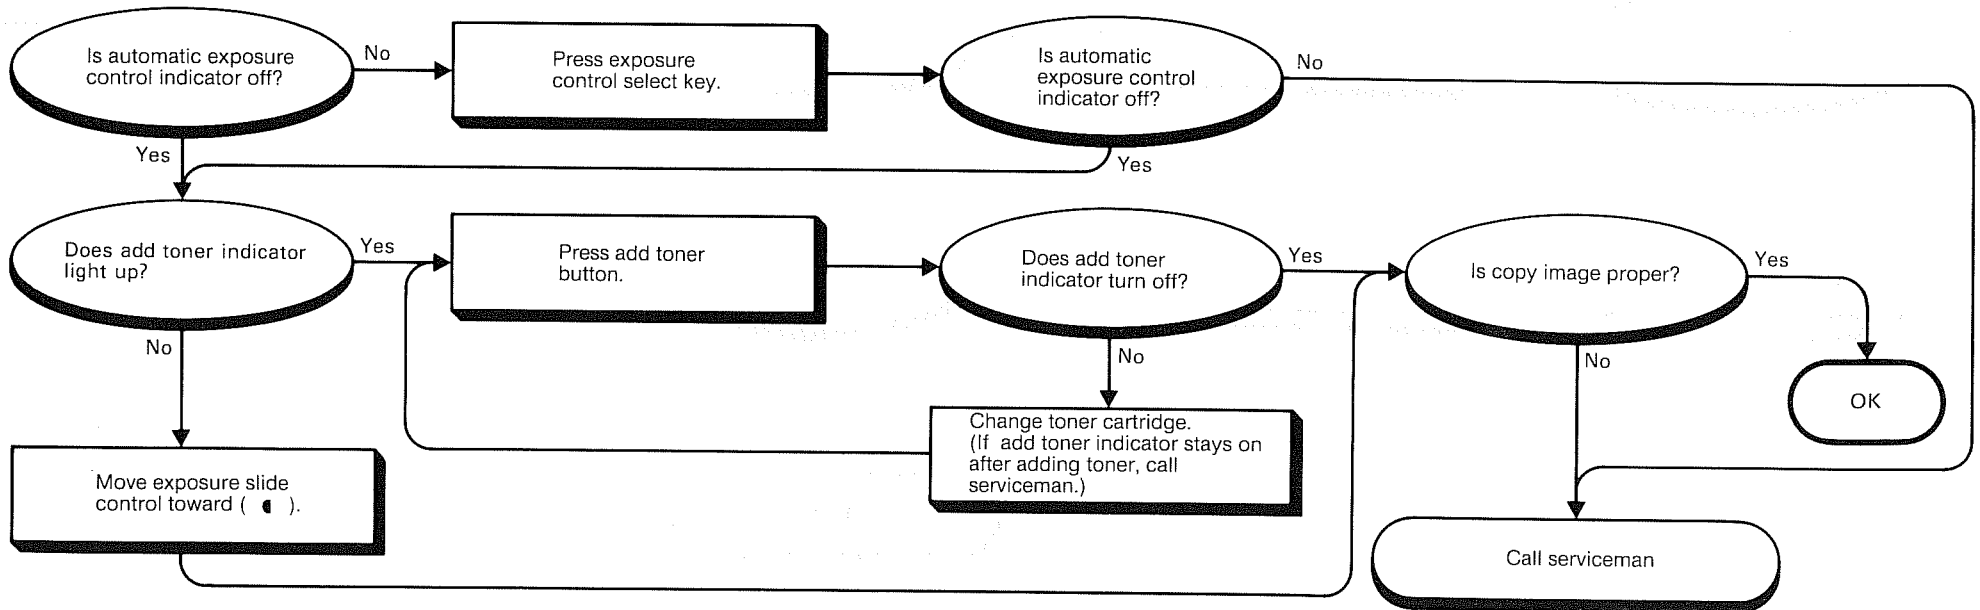 Is automatic exposure
control indicator off?
No
Press exposure
control select key.
Is automatic
exposure control
indicator off?
No
Yes
Yes
Does add toner indicator
light up?
Yes
Press add toner
button.
Does add toner
indicator turn off?
Yes
Is copy image proper?
Yes
No
No
No
OK
Change toner cartridge.
(If add toner indicator stays on
after adding toner, call
serviceman.)
Move exposure slide
control toward ( ).
Call serviceman